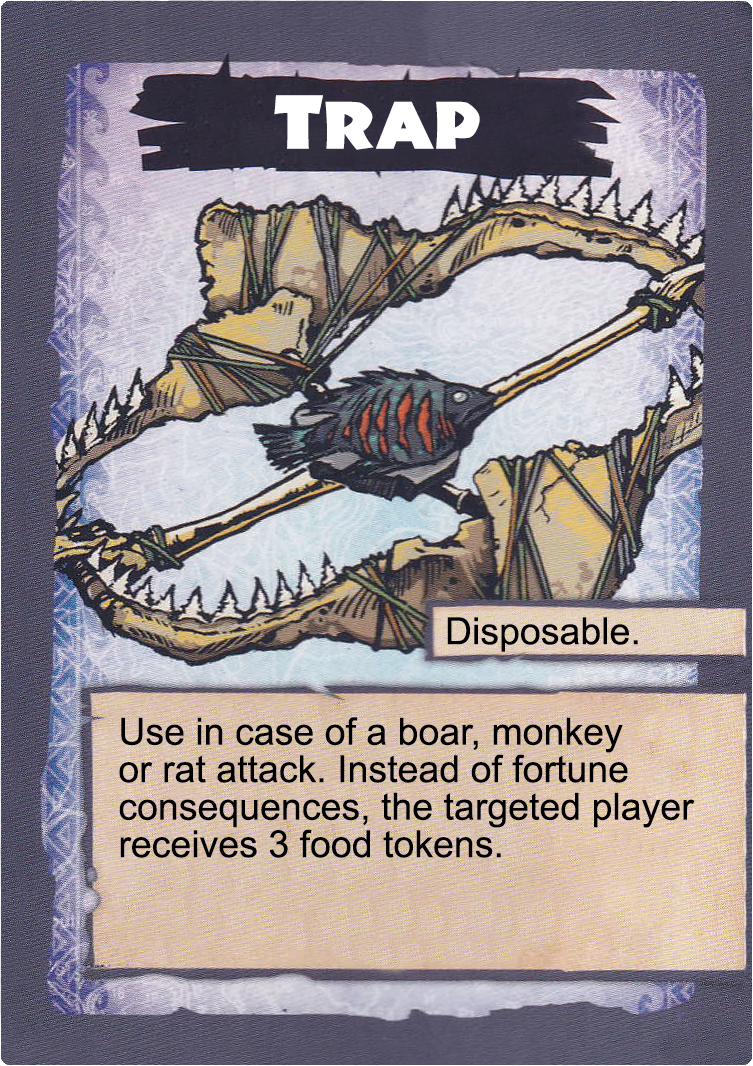 TRAP
Disposable.
Use in case of a boar, monkey
or rat attack. Instead of fortune
consequences, the targeted player
receives 3 food tokens.